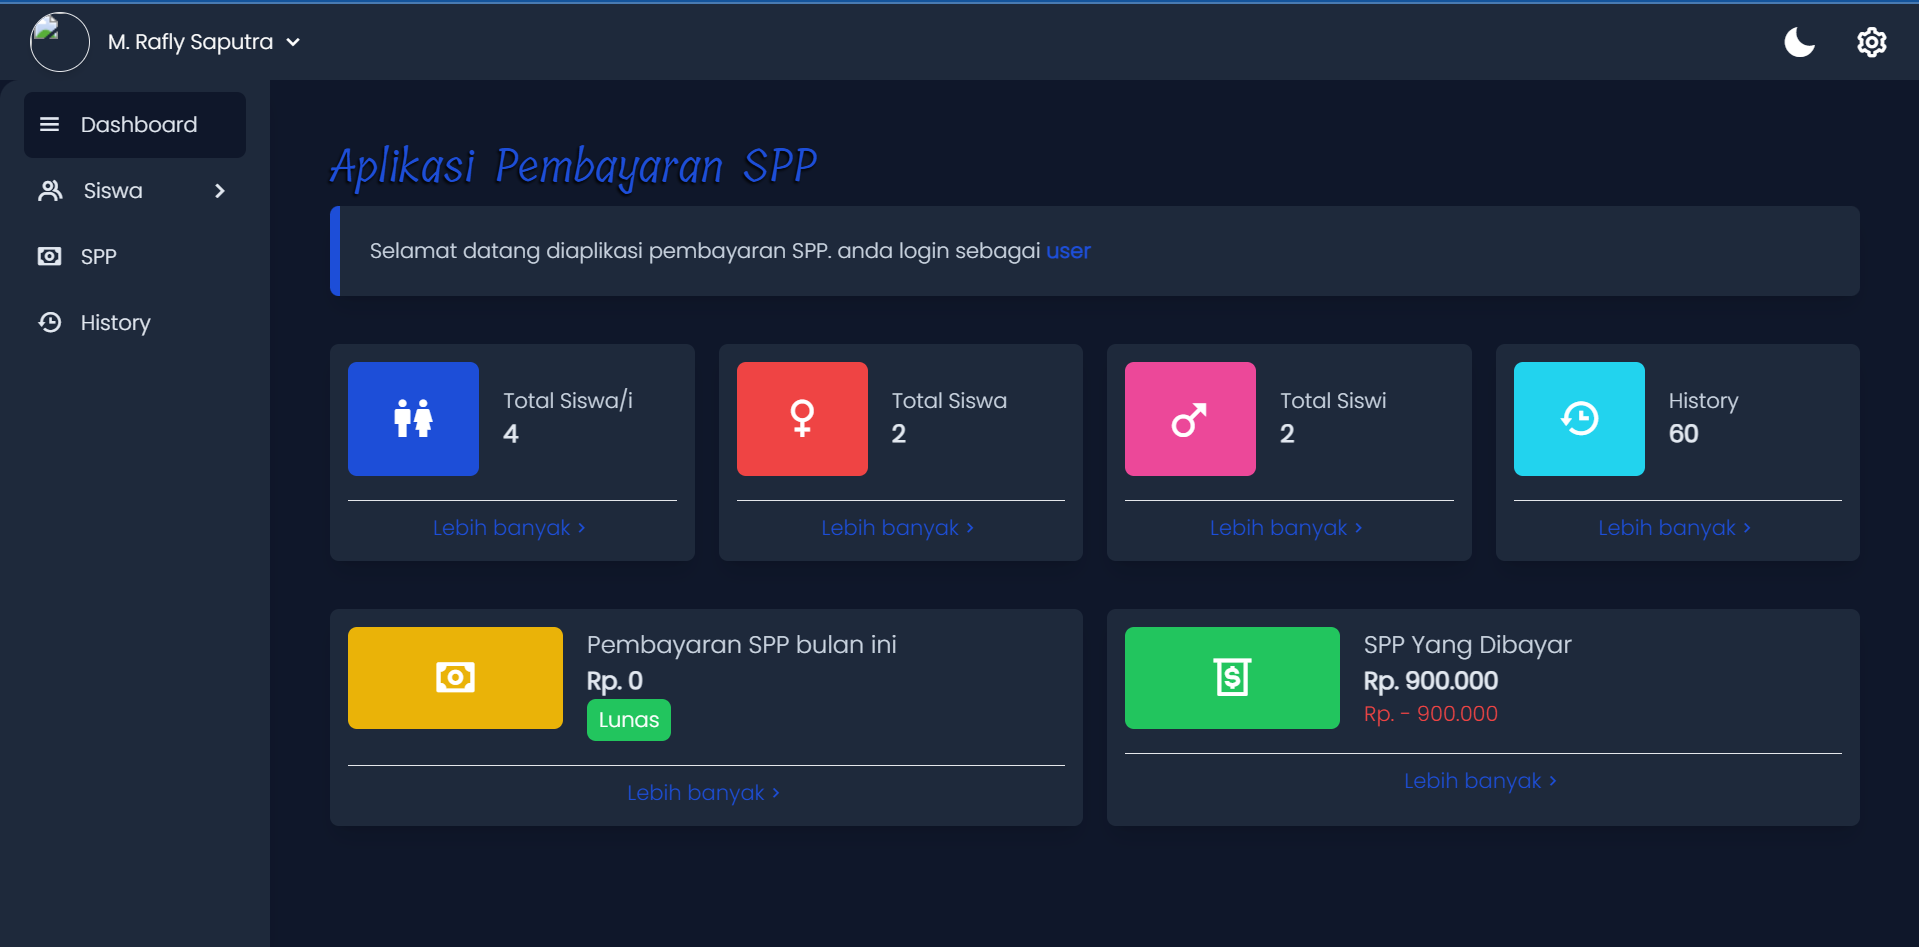 M. Rafly Saputra
Dashboard
Siswa
SPP
History
Aplikasi Pembayaran SPP
Selamat datang diaplikasi pembayaran SPP. anda login sebagai user
Total Siswa/i
4
Lebih banyak >
Total Siswa
2
Lebih banyak >
Total Siswi
2
Lebih banyak >
History
60
Lebih banyak >
Pembayaran SPP bulan ini
Rp. 0
Lunas
Lebih banyak >
SPP Yang Dibayar
Rp. 900.000
Rp. - 900.000
Lebih banyak >